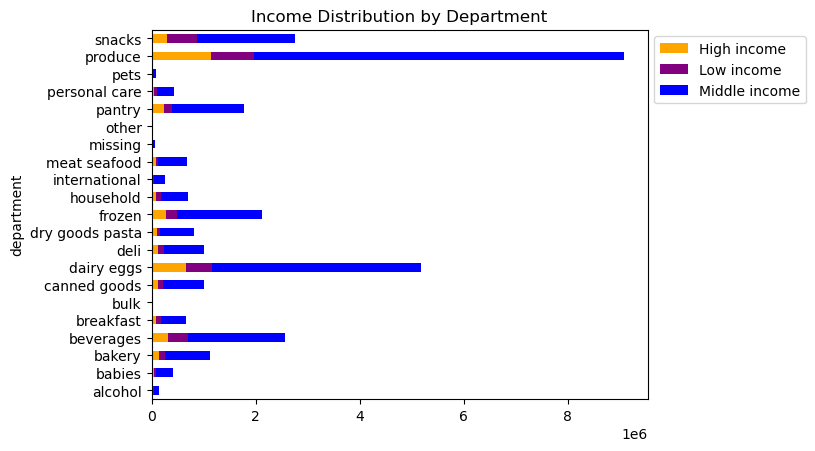 Income Distribution by Department
High income
Low income
Middle income
department
snacks
produce
pets
personal care
pantry
other
missing
meat seafood
international
household
frozen
dry goods pasta
deli
dairy eggs
canned goods
bulk
breakfast
beverages
bakery
babies
alcohol
0 2 4 6 8
1e6